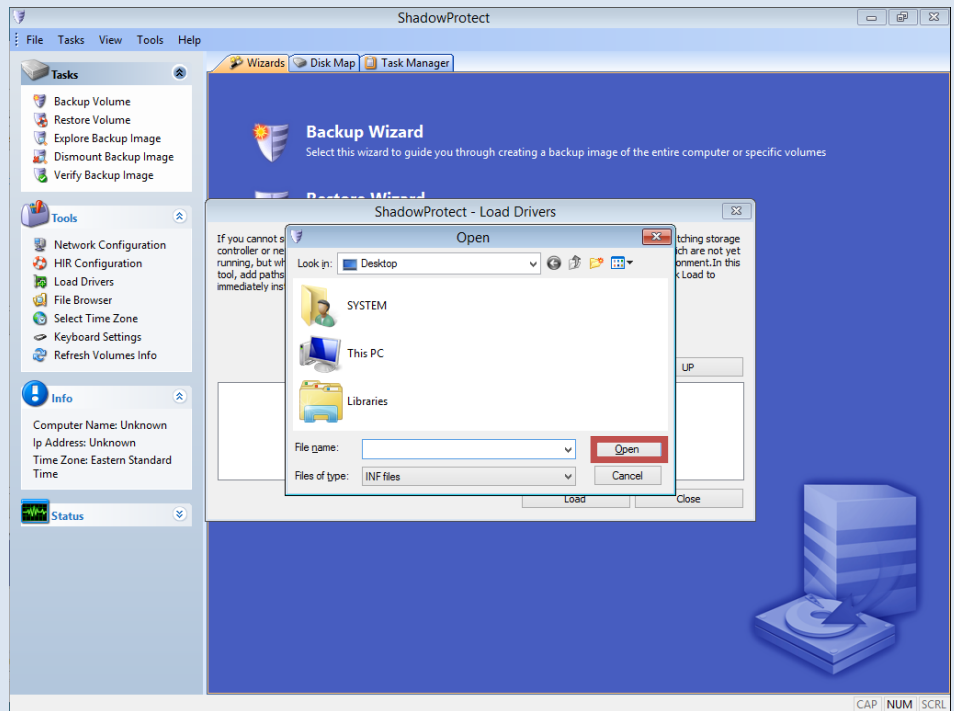 ShadowProtect
File Tasks View Tools Help
Tasks
Backup Volume
Restore Volume
Explore Backup Image
Dismount Backup Image
Verify Backup Image
Tools
Network Configuration
HIR Configuration
Load Drivers
File Browser
Select Time Zone
Keyboard Settings
Refresh Volumes Info
Info
Computer Name: Unknown
Ip Address: Unknown
Time Zone: Eastern Standard
Time
Status
Wizards Disk Map Task Manager
Backup Wizard
Select this wizard to guide you through creating a backup image of the entire computer or specific volumes
Restore Wizard
ShadowProtect - Load Drivers
If you cannot
controller or
running, but
tool, add paths
immediately
storage
which are not yet
In this
Load to
UP
Load Close
Open
Look in: Desktop
SYSTEM
This PC
Libraries
File name: Open
Files of type: INF files Cancel
CAP NUM SCRL